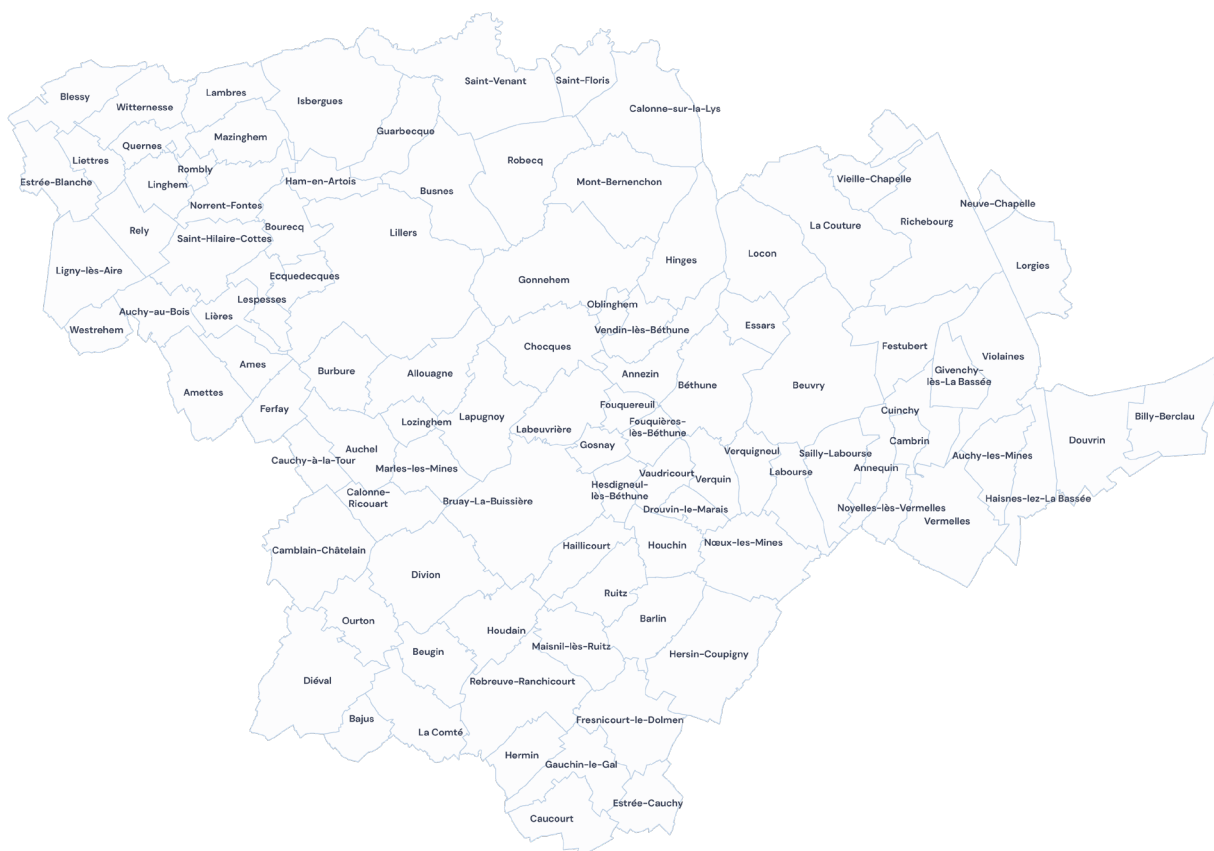 Saint-Venant
Saint-Floris
Lambres
Blessy
Isbergues
Witternesse
Calonne-sur-la-Lys
Guarbecque
Mazinghem
Quernes
Liettres
Robecq
Rombly
Vieille-Chapelle
Estrée-Blanche
Linghem
Ham-en-Artois
Mont-Bernenchon
Busnes
Neuve-Chapelle
Norrent-Fontes
Richebourg
La Couture
Bourecq
Rely
Lillers
Saint-Hilaire-Cottes
Locon
Hinges
Lorgies
Ligny-lès-Aire
Ecquedecques
Gonnehem
Lespesses
Oblinghem
Auchy-au-Bois
Lières
Essars
Westrehem
Vendin-lès-Béthune
Chocques
Festubert
Violaines
Ames
Burbure
Allouagne
Annezin
Givenchy-
lès-La Bassée
Béthune
Beuvry
Amettes
Fouquereuil
Ferfay
Cuinchy
Lapugnoy
Billy-Berclau
Lozinghem
Fouquières-
lès-Béthune
Labeuvrière
Douvrin
Cambrin
Gosnay
Auchel
Verquigneul
Sailly-Labourse
Auchy-les-Mines
Cauchy-à-la-Tour
Marles-les-Mines
Annequin
Labourse
Vaudricourt
Verquin
Hesdigneul-
lès-Béthune
Calonne-
Ricouart
Haisnes-lez-La Bassée
Bruay-La-Buissière
Noyelles-lès-Vermelles
Drouvin-le-Marais
Vermelles
Nœux-les-Mines
Haillicourt
Houchin
Camblain-Châtelain
Divion
Ruitz
Barlin
Ourton
Houdain
Maisnil-lès-Ruitz
Beugin
Hersin-Coupigny
Diéval
Rebreuve-Ranchicourt
Bajus
Fresnicourt-le-Dolmen
La Comté
Hermin
Gauchin-le-Gal
Estrée-Cauchy
Caucourt